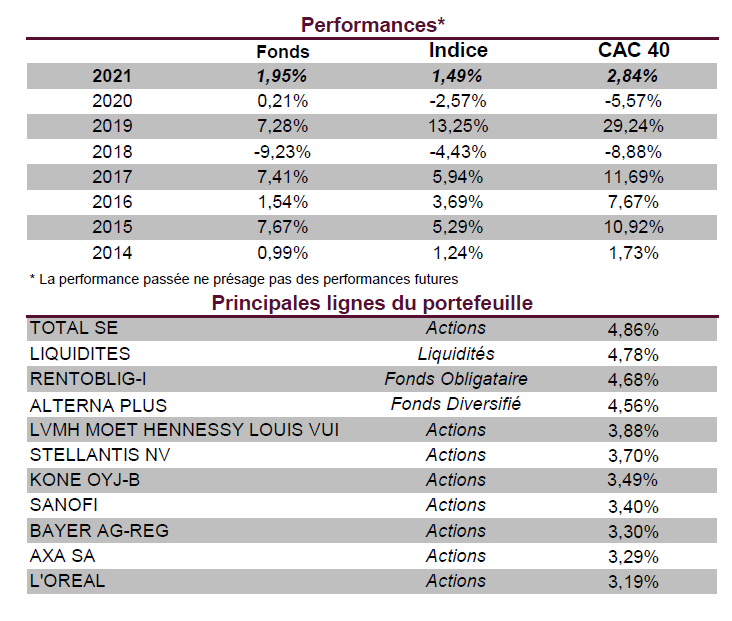 Performances*
Fonds Indice CAC 40
2021 1,95% 1,49% 2,84%
2020 0,21% -2,57% -5,57%
2019 7,28% 13,25% 29,24%
2018 -9,23% -4,43% -8,88%
2017 7,41% 5,94% 11,69%
2016 1,54% 3,69% 7,67%
2015 7,67% 5,29% 10,92%
2014 0,99% 1,24% 1,73%
* La performance passée ne présage pas des performances futures
Principales lignes du portefeuille
TOTAL SE Actions 4,86%
LIQUIDITES Liquidités 4,78%
RENTOBLIG-I Fonds Obligataire 4,68%
ALTERNA PLUS Fonds Diversifié 4,56%
LVMH MOET HENNESSY LOUIS VUI Actions 3,88%
STELLANTIS NV Actions 3,70%
KONE OYJ-B Actions 3,49%
SANOFI Actions 3,40%
BAYER AG-REG Actions 3,30%
AXA SA Actions 3,29%
L'OREAL Actions 3,19%